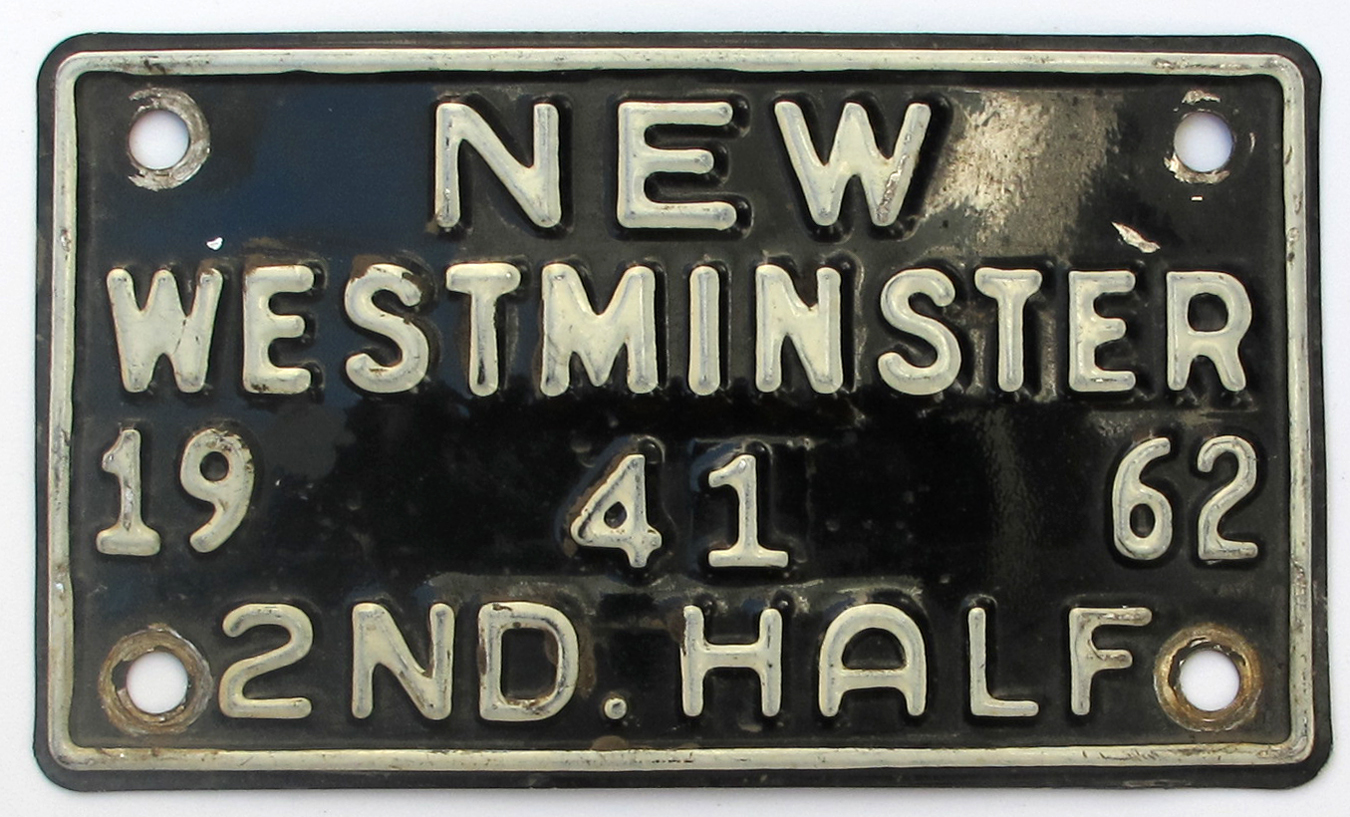 NEW
WESTMINSTER
19 41 62
2ND. HALF